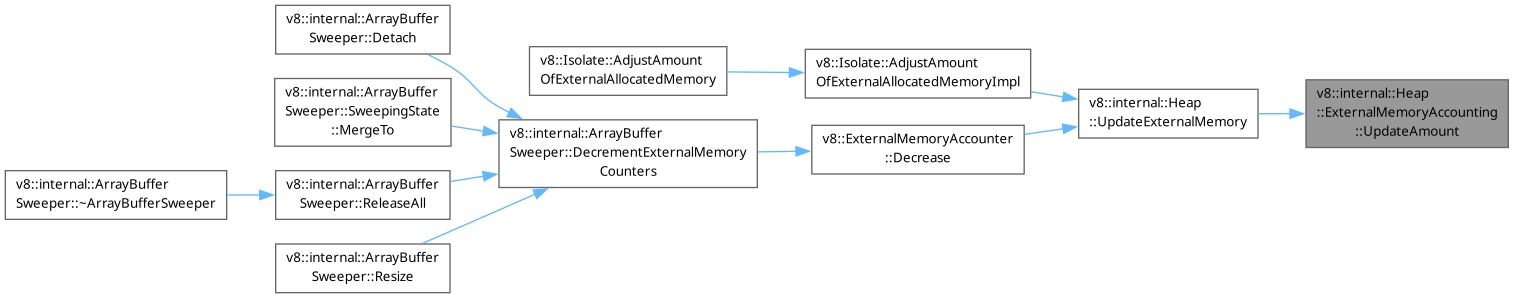 v8::internal::ArrayBuffer
Sweeper::Detach
v8::internal::ArrayBuffer
Sweeper::SweepingState
::MergeTo
v8::internal::ArrayBuffer
Sweeper::~ArrayBufferSweeper
v8::internal::ArrayBuffer
Sweeper::ReleaseAll
v8::internal::ArrayBuffer
Sweeper::Resize
v8::Isolate::AdjustAmount
OfExternalAllocatedMemory
v8::internal::ArrayBuffer
Sweeper::DecrementExternalMemory
Counters
v8::Isolate::AdjustAmount
OfExternalAllocatedMemoryImpl
v8::ExternalMemoryAccounter
::Decrease
v8::internal::Heap
::UpdateExternalMemory
v8::internal::Heap
::ExternalMemoryAccounting
::UpdateAmount